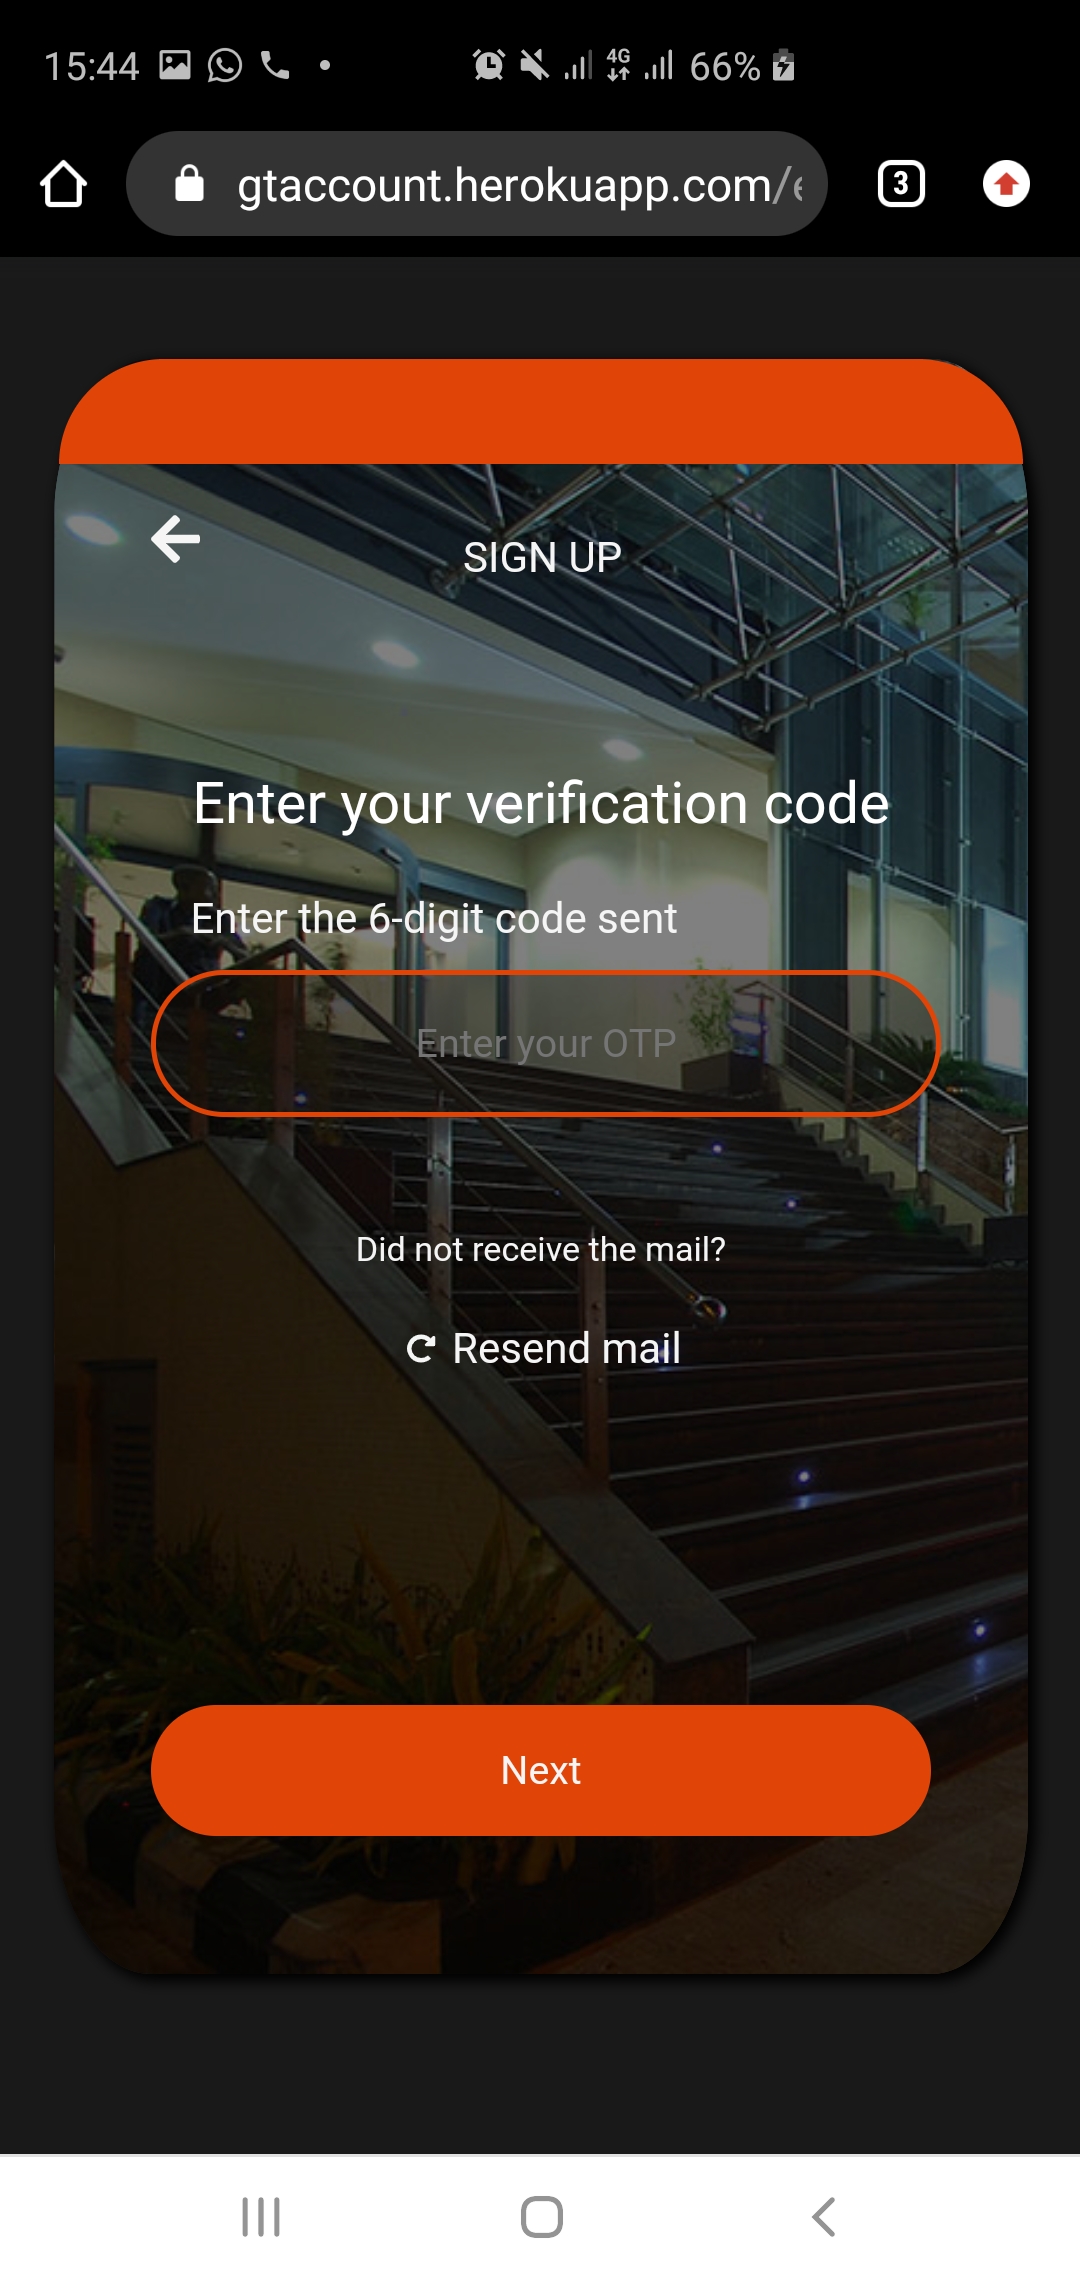 15:44
4G
66%
gtaccount.herokuapp.com/
3
SIGN UP
Enter your verification code
Enter the 6-digit code sent
Enter your OTP
Did not receive the mail?
Resend mail
Next